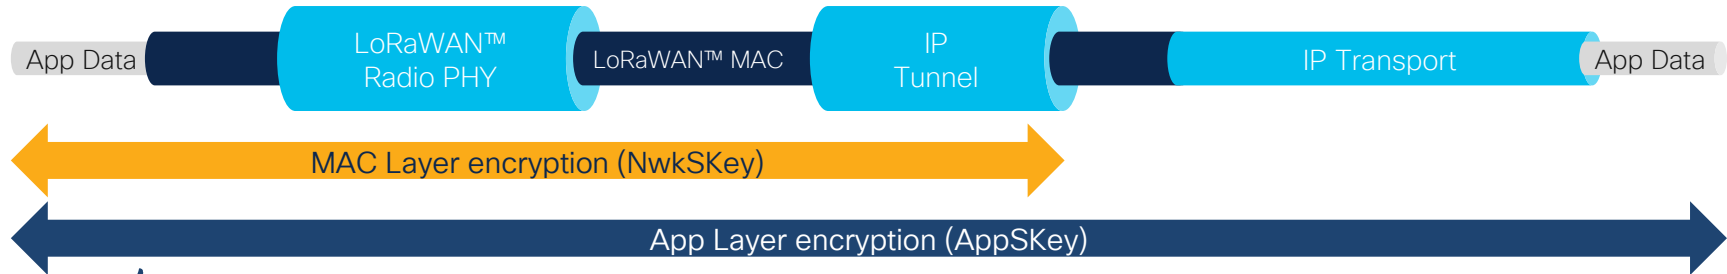 App Data
LoRaWAN™
Radio PHY
LoRaWAN™ MAC
IP
Tunnel
IP Transport
App Data
MAC Layer encryption (NwkSKey)
App Layer encryption (AppSKey)